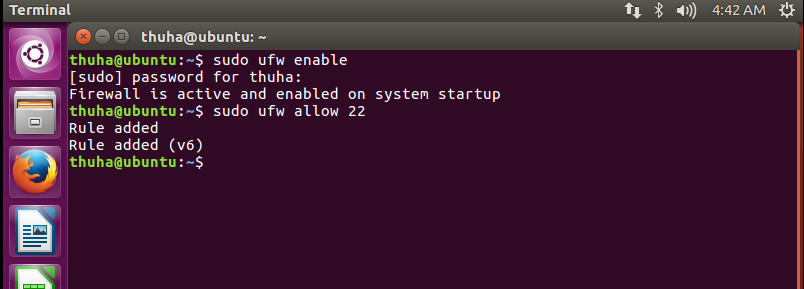 Terminal
4:42 AM
thuha@ubuntu: ~
thuha@ubuntu:~$ sudo ufw enable
[sudo] password for thuha:
Firewall is active and enabled on system startup
thuha@ubuntu:~$ sudo ufw allow 22
Rule added
Rule added (v6)
thuha@ubuntu:~$